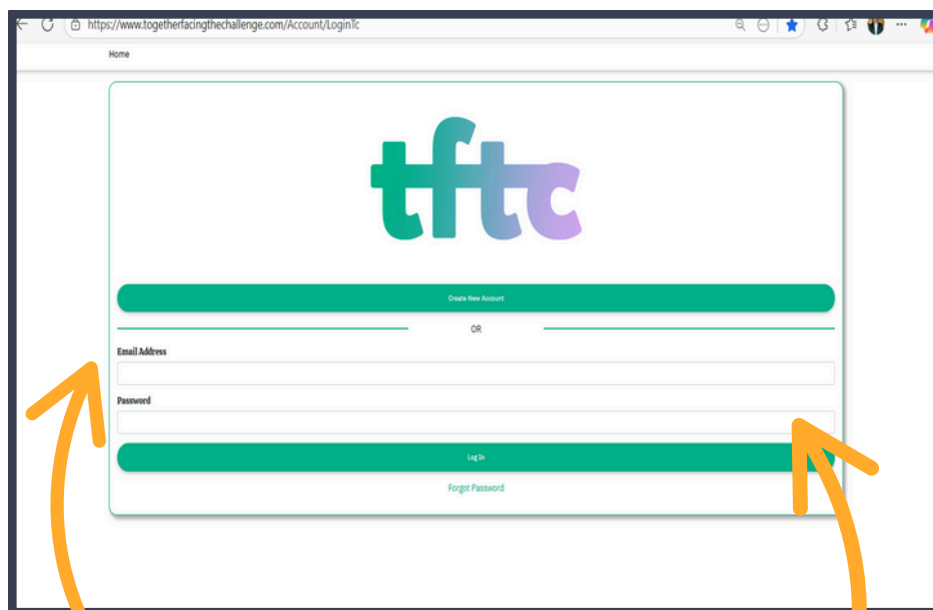 https://www.togetherfacingthechallenge.com/Account/LoginTc
Home
tftc
Create New Account
OR
Email Address
Password
Log In
Forgot Password